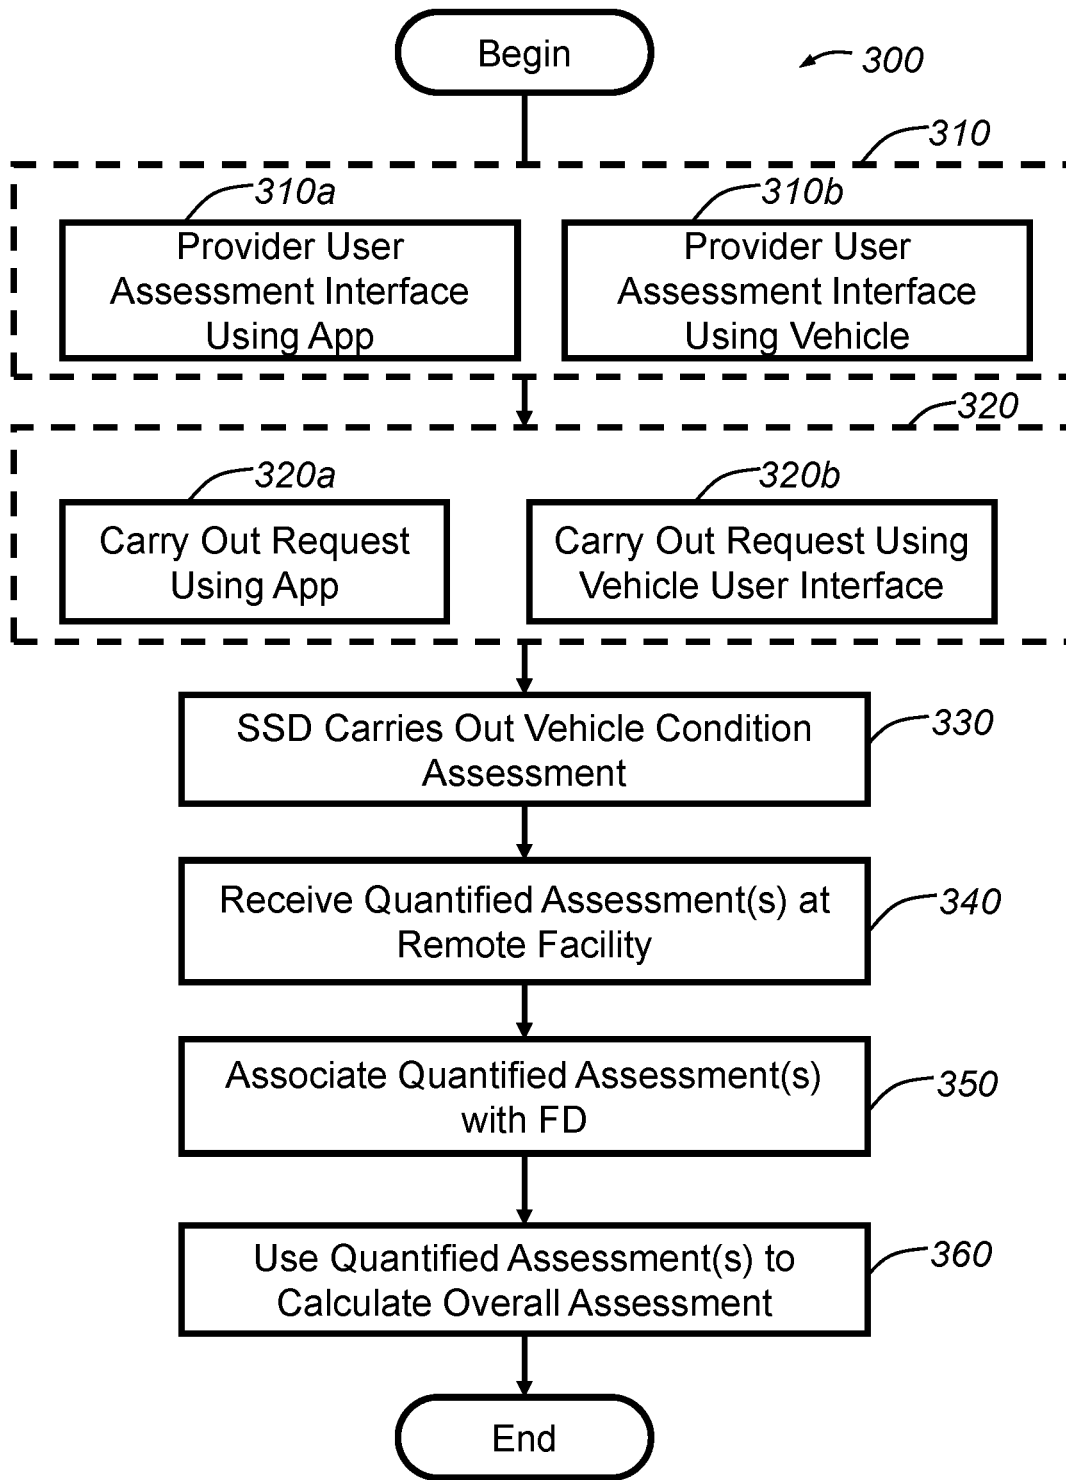 Begin
300
310
310a
310b
Provider User
Assessment Interface
Using App
Provider User
Assessment Interface
Using Vehicle
320
320a
320b
Carry Out Request
Using App
Carry Out Request Using
Vehicle User Interface
SSD Carries Out Vehicle Condition
Assessment
330
Receive Quantified Assessment(s) at
Remote Facility
340
Associate Quantified Assessment(s)
with FD
350
Use Quantified Assessment(s) to
Calculate Overall Assessment
360
End